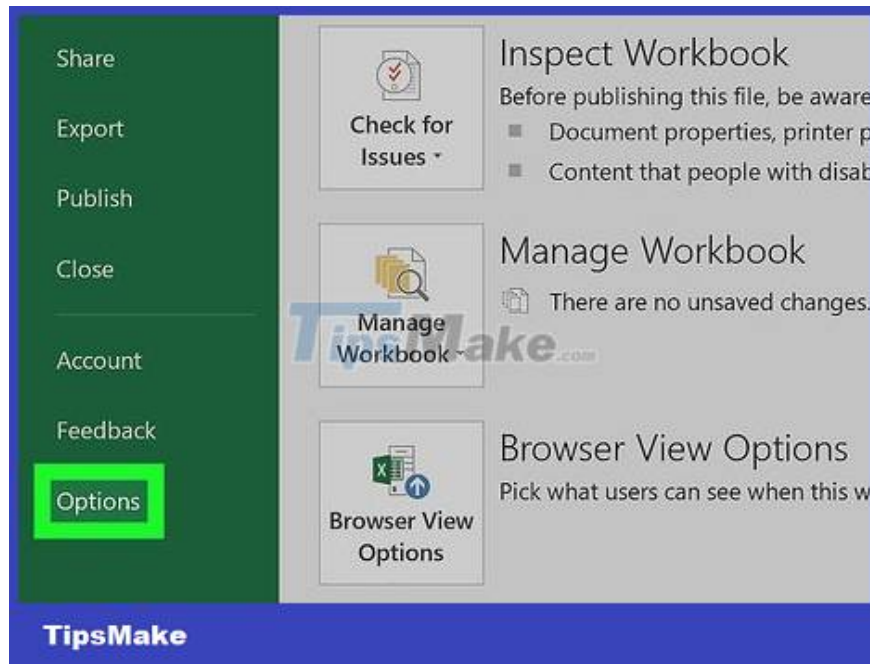 Share
Export
Publish
Close
Account
Feedback
Options
Check for
Issues
Inspect Workbook
Before publishing this file, be aware
Document properties, printer p
Content that people with disab
Manage
Workbook
Manage Workbook
There are no unsaved changes.
TipsMake.com
Browser View
Options
Browser View Options
Pick what users can see when this w
TipsMake